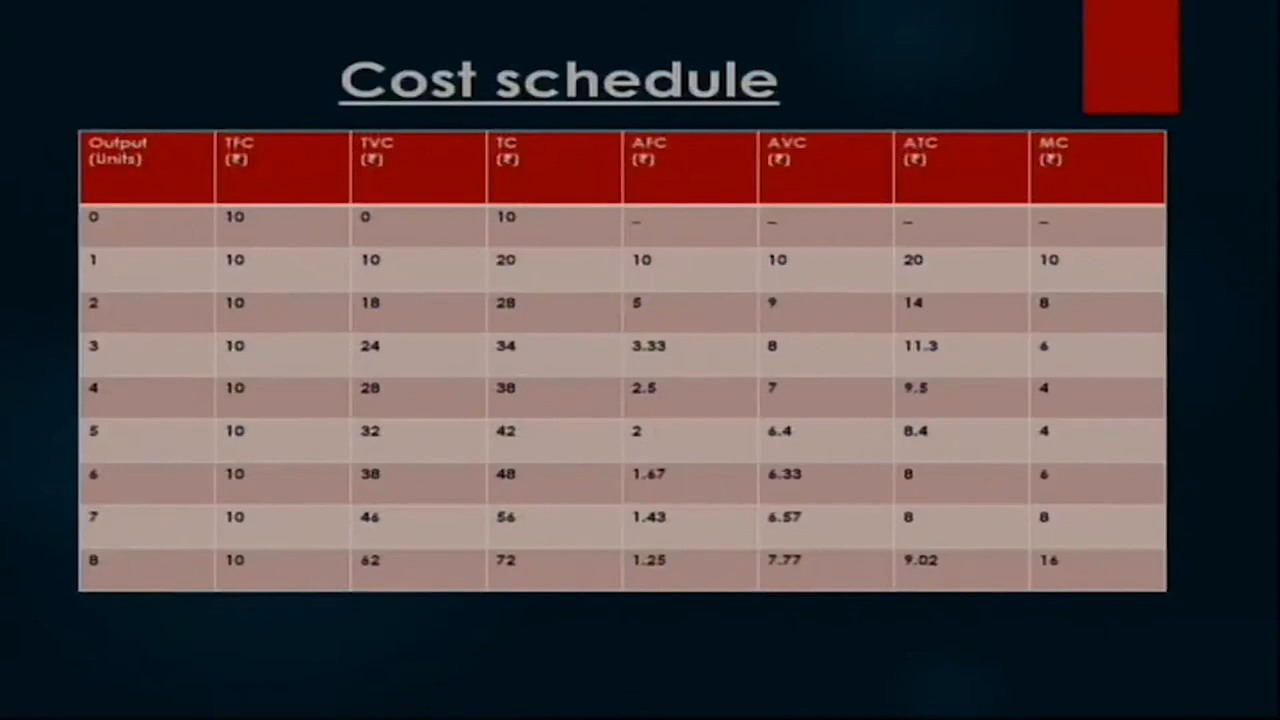 Cost schedule
Output (Units) TFC (₹) TVC (₹) TC (₹) AFC (₹) AVC (₹) ATC (₹) MC (₹)
0 10 0 10 – – – –
1 10 10 20 10 10 20 10
2 10 18 28 5 9 14 8
3 10 24 34 3.33 8 11.3 6
4 10 28 38 2.5 7 9.5 4
5 10 32 42 2 6.4 8.4 4
6 10 38 48 1.67 6.33 8 6
7 10 46 56 1.43 6.57 8 8
8 10 62 72 1.25 7.77 9.02 16